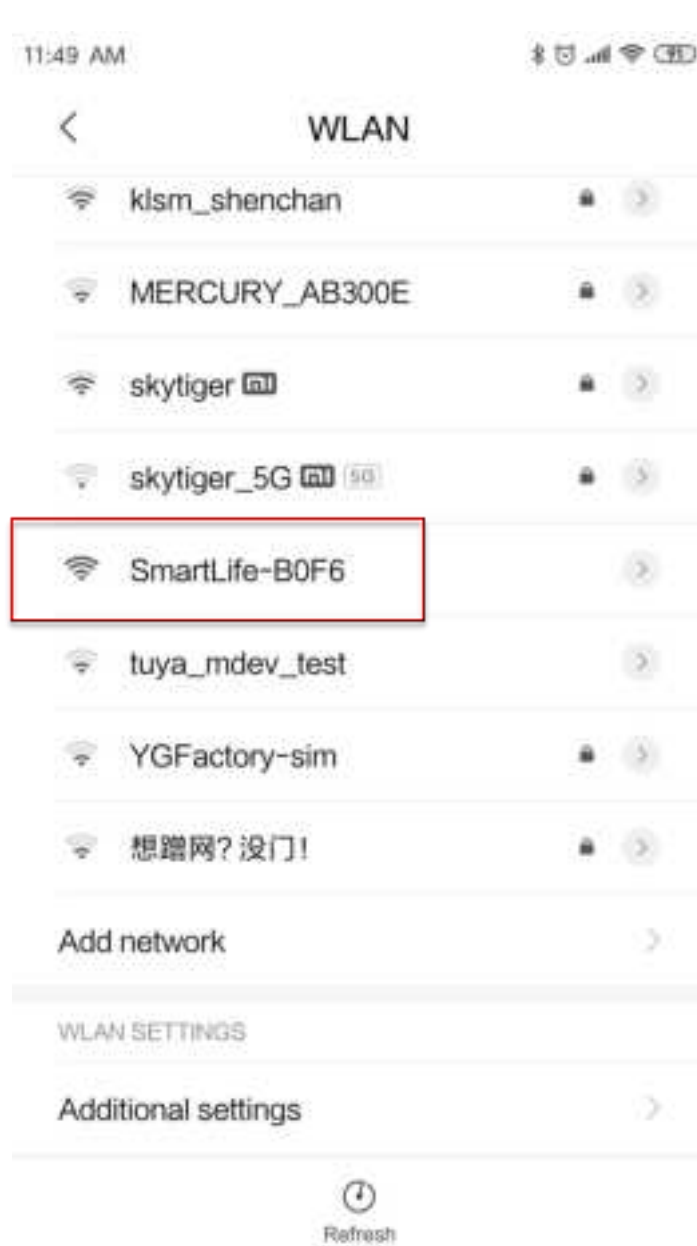 11:49 AM
WLAN
klsm_shenchan
MERCURY_AB300E
skytiger
skytiger_5G 5G
SmartLife-B0F6
tuya_mdev_test
YGFactory-sim
想蹭网?没门!
Add network
WLAN SETTINGS
Additional settings
Refresh